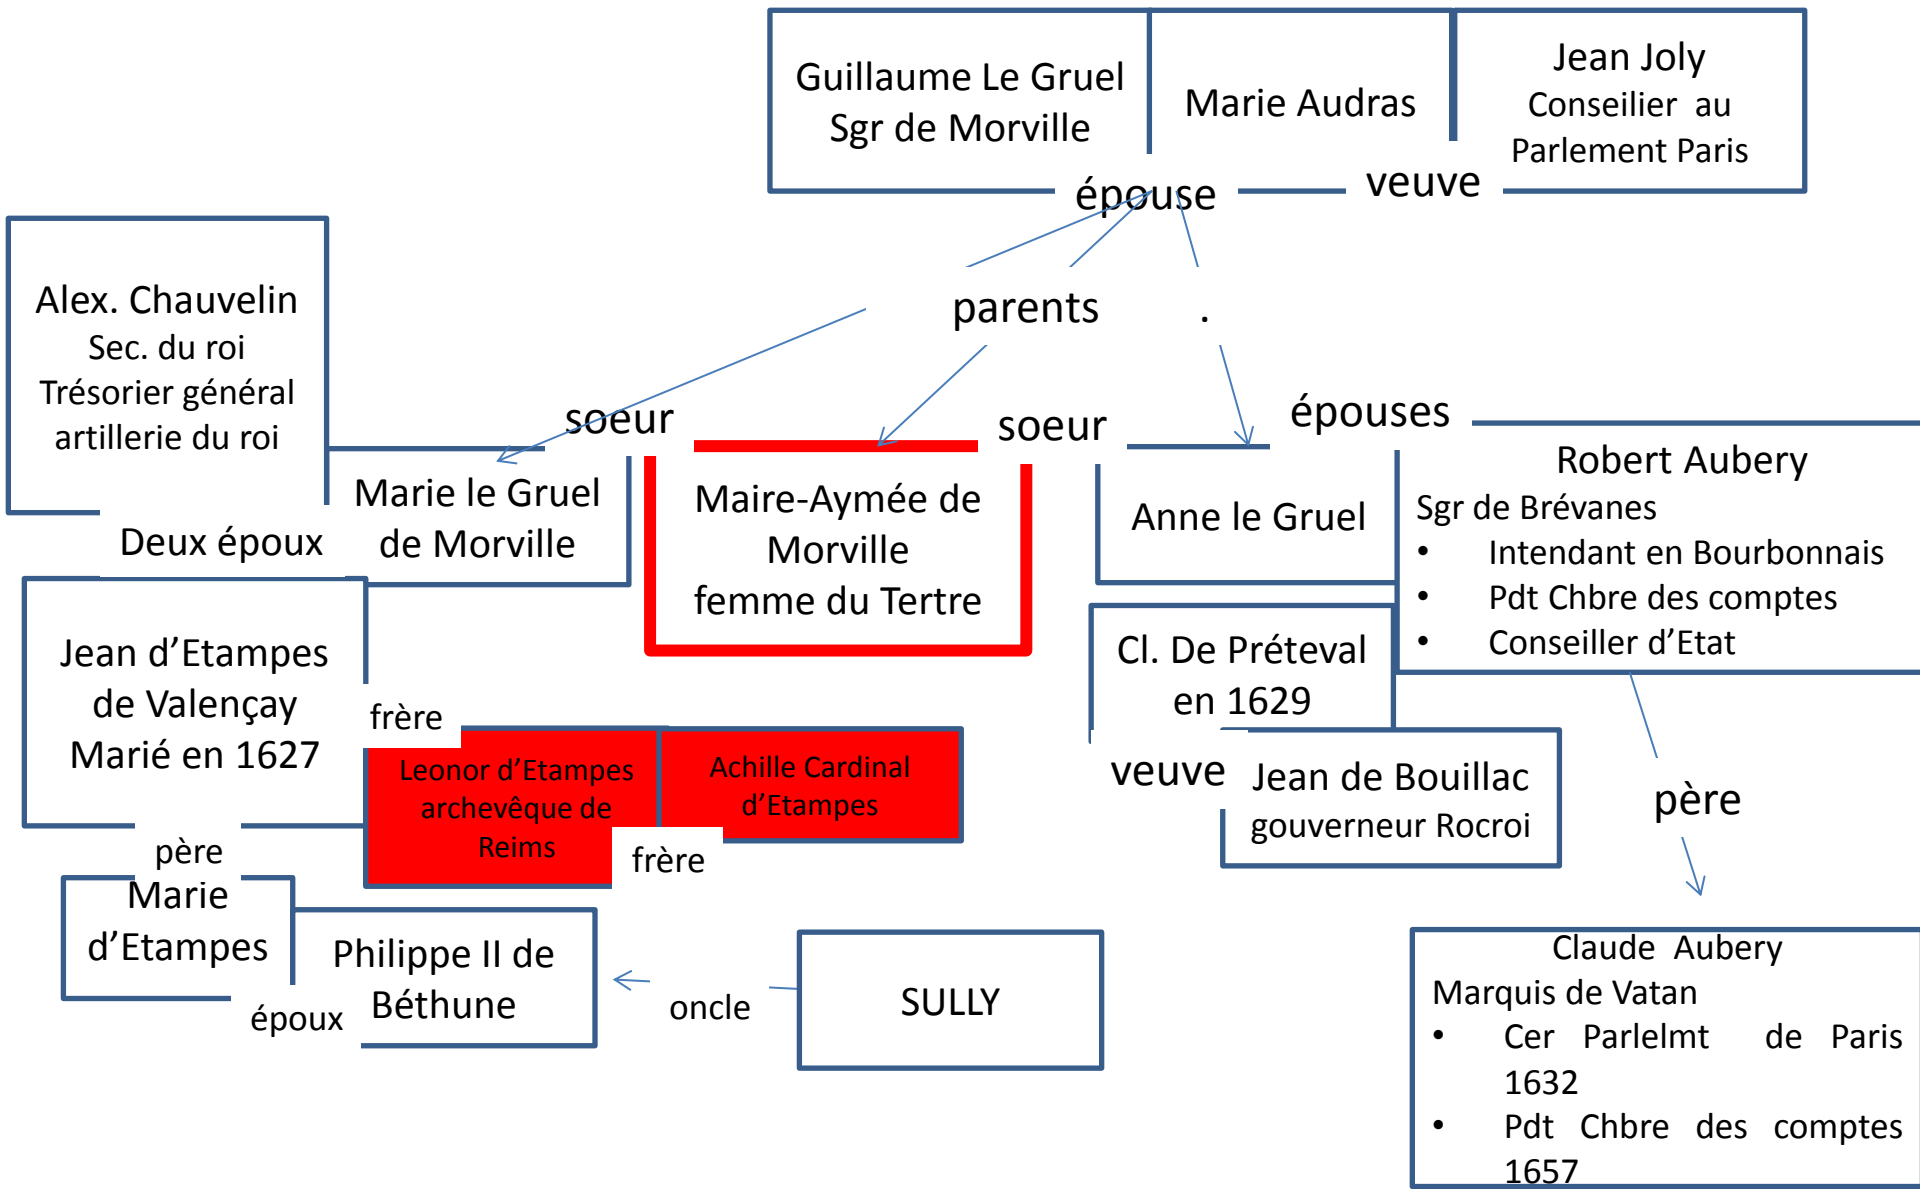 Guillaume Le Gruel
Sgr de Morville
Marie Audras
Jean Joly
Conseilier au
Parlement Paris
épouse
veuve
Alex. Chauvelin
Sec. du roi
Trésorier général
artillerie du roi
parents
.
soeur
soeur
épouses
Deux époux
Marie le Gruel
de Morville
Maire-Aymée de
Morville
femme du Tertre
Anne le Gruel
Robert Aubery
Sgr de Brévanes
• Intendant en Bourbonnais
• Pdt Chbre des comptes
• Conseiller d’Etat
Jean d’Etampes
de Valençay
Marié en 1627
frère
Leonor d’Etampes
archevêque de
Reims
Achille Cardinal
d’Etampes
frère
Cl. De Préteval
en 1629
veuve
Jean de Bouillac
gouverneur Rocroi
père
père
Marie
d’Etampes
époux
Philippe II de
Béthune
oncle
SULLY
Claude Aubery
Marquis de Vatan
• Cer Parlelmt de Paris
1632
• Pdt Chbre des comptes
1657